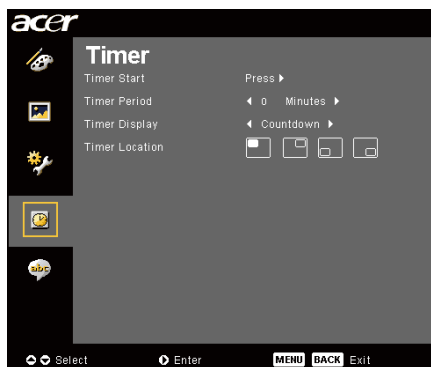 acer
Timer
Timer Start Press
Timer Period 0 Minutes
Timer Display Countdown
Timer Location
abc
Select Enter MENU BACK Exit